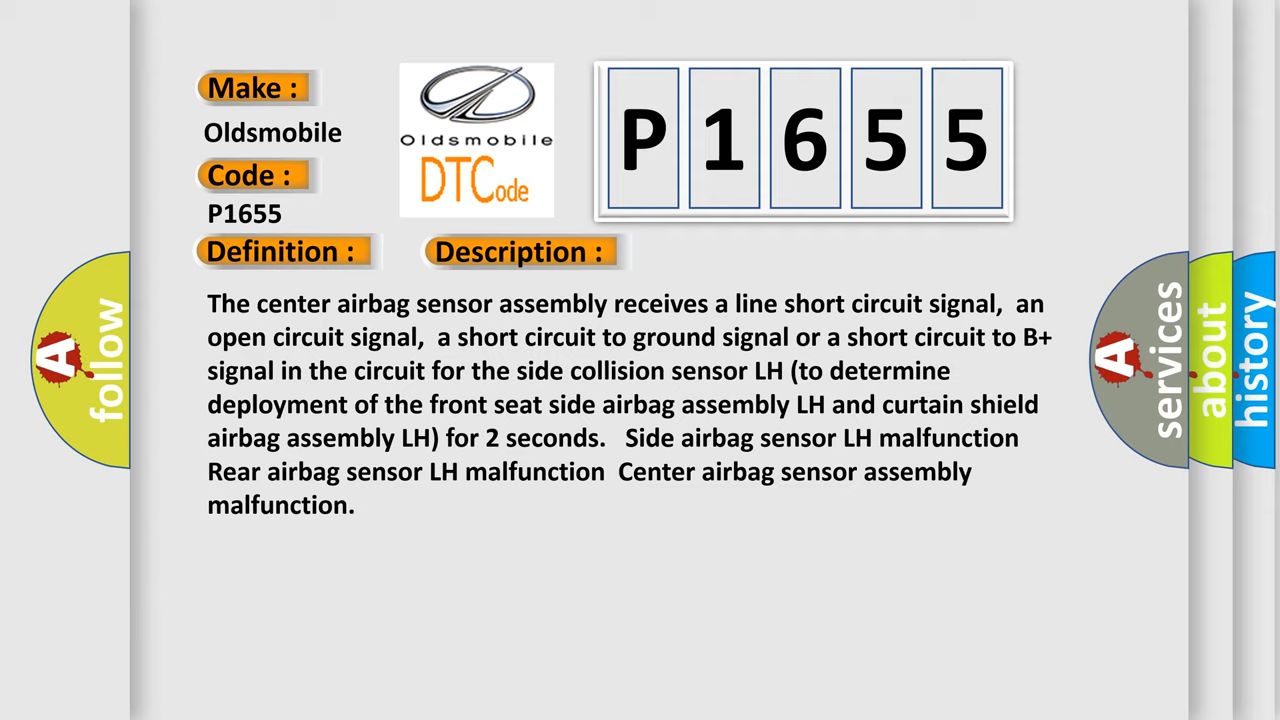 Make :
Oldsmobile
Code :
P1655
Oldsmobile
DTCode
P1655
Definition :
Description :
The center airbag sensor assembly receives a line short circuit signal,  an
open circuit signal,  a short circuit to ground signal or a short circuit to B+
signal in the circuit for the side collision sensor LH (to determine
deployment of the front seat side airbag assembly LH and curtain shield
airbag assembly LH) for 2 seconds.   Side airbag sensor LH malfunction
Rear airbag sensor LH malfunction  Center airbag sensor assembly
malfunction.
A
follow
A
services
about
history